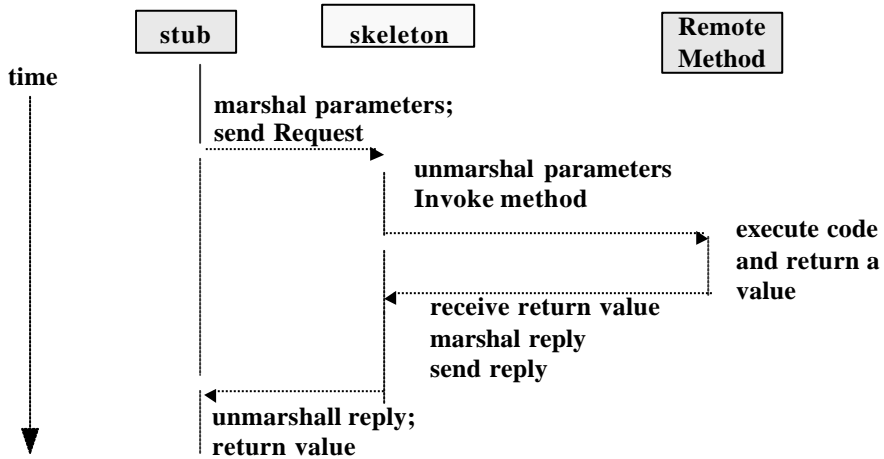 stub
skeleton
Remote
Method
time
marshal parameters;
send Request
unmarshal parameters
Invoke method
execute code
and return a
value
receive return value
marshal reply
send reply
unmarshall reply;
return value